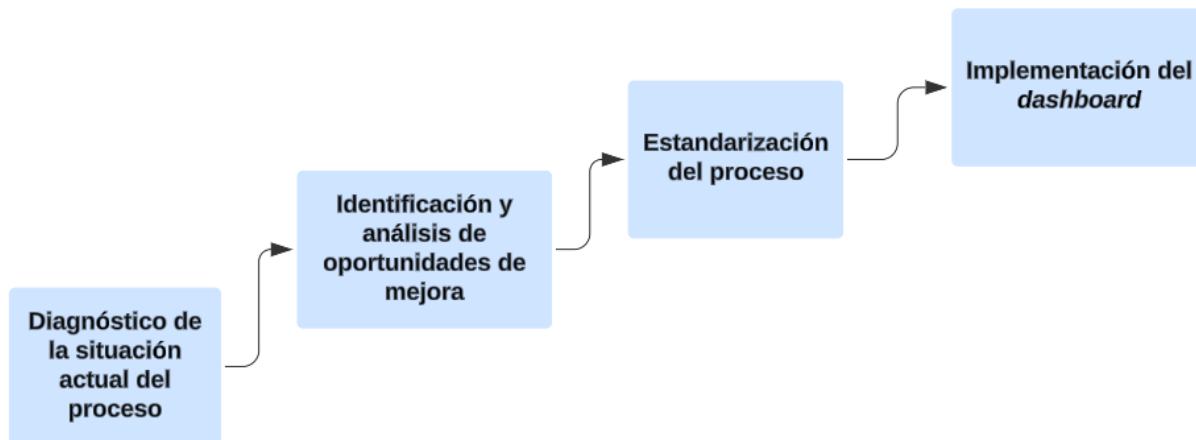 Diagnóstico de
la situación
actual del
proceso
Identificación y
análisis de
oportunidades de
mejora
Estandarización
del proceso
Implementación del
dashboard